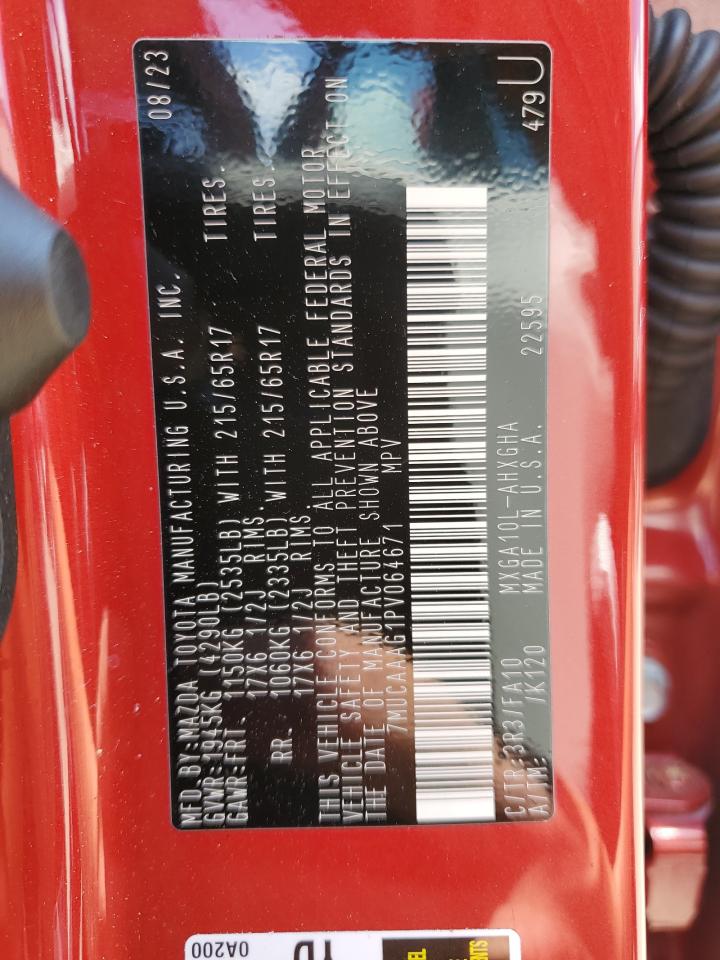 MFD.BY:MAZDA TOYOTA MANUFACTURING U.S.A. INC. 08/23
GVWR:1945KG (4290LB)
GAWR:FRT. 1150KG (2535LB) WITH 215/65R17 TIRES.
17X6 1/2J RIMS.
RR. 1060KG (2335LB) WITH 215/65R17 TIRES.
17X6 1/2J RIMS.
THIS VEHICLE CONFORMS TO ALL APPLICABLE FEDERAL MOTOR
VEHICLE SAFETY AND THEFT PREVENTION STANDARDS IN EFFECT ON
THE DATE OF MANUFACTURE SHOWN ABOVE
7MUCAAAG1PV064671 MPV
C/TR:3R3/FA10 MXGA10L-AHXGHA
A/TM: /K120 MADE IN U.S.A. 22595 479 U
0A200